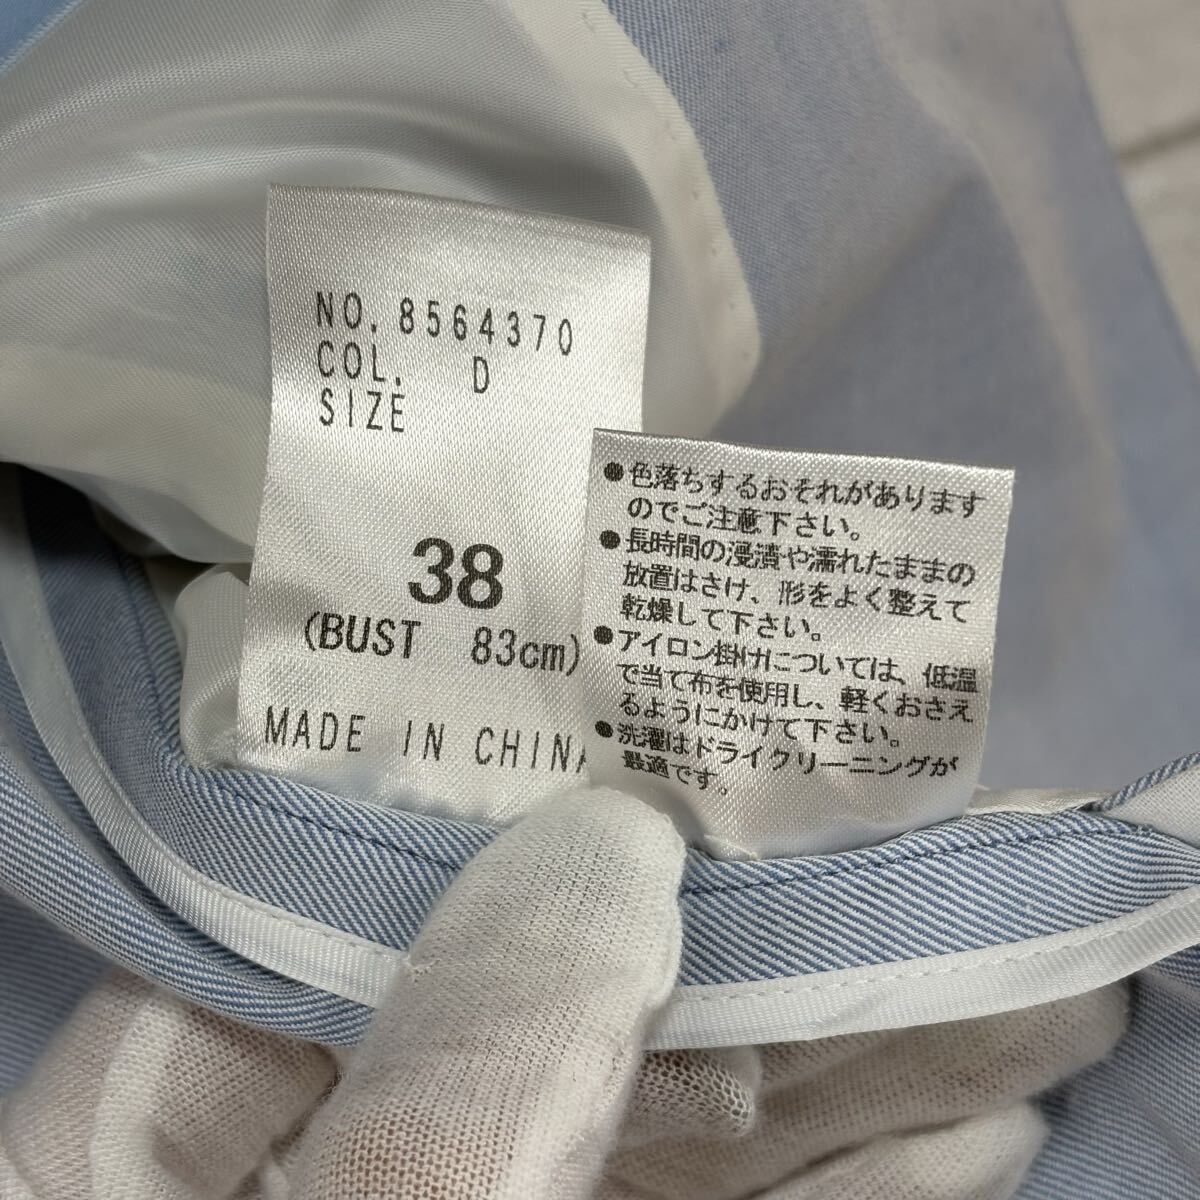 NO. 8564370
COL. D
SIZE
38
(BUST 83cm)
MADE IN CHINA
●色落ちするおそれがあります
のでご注意下さい。
●長時間の浸漬や濡れたままの
放置はさけ、形をよく整えて
乾燥して下さい。
●アイロン掛けについては、低温
で当て布を使用し、軽くおさえ
るようにかけて下さい。
●洗濯はドライクリーニングが
最適です。